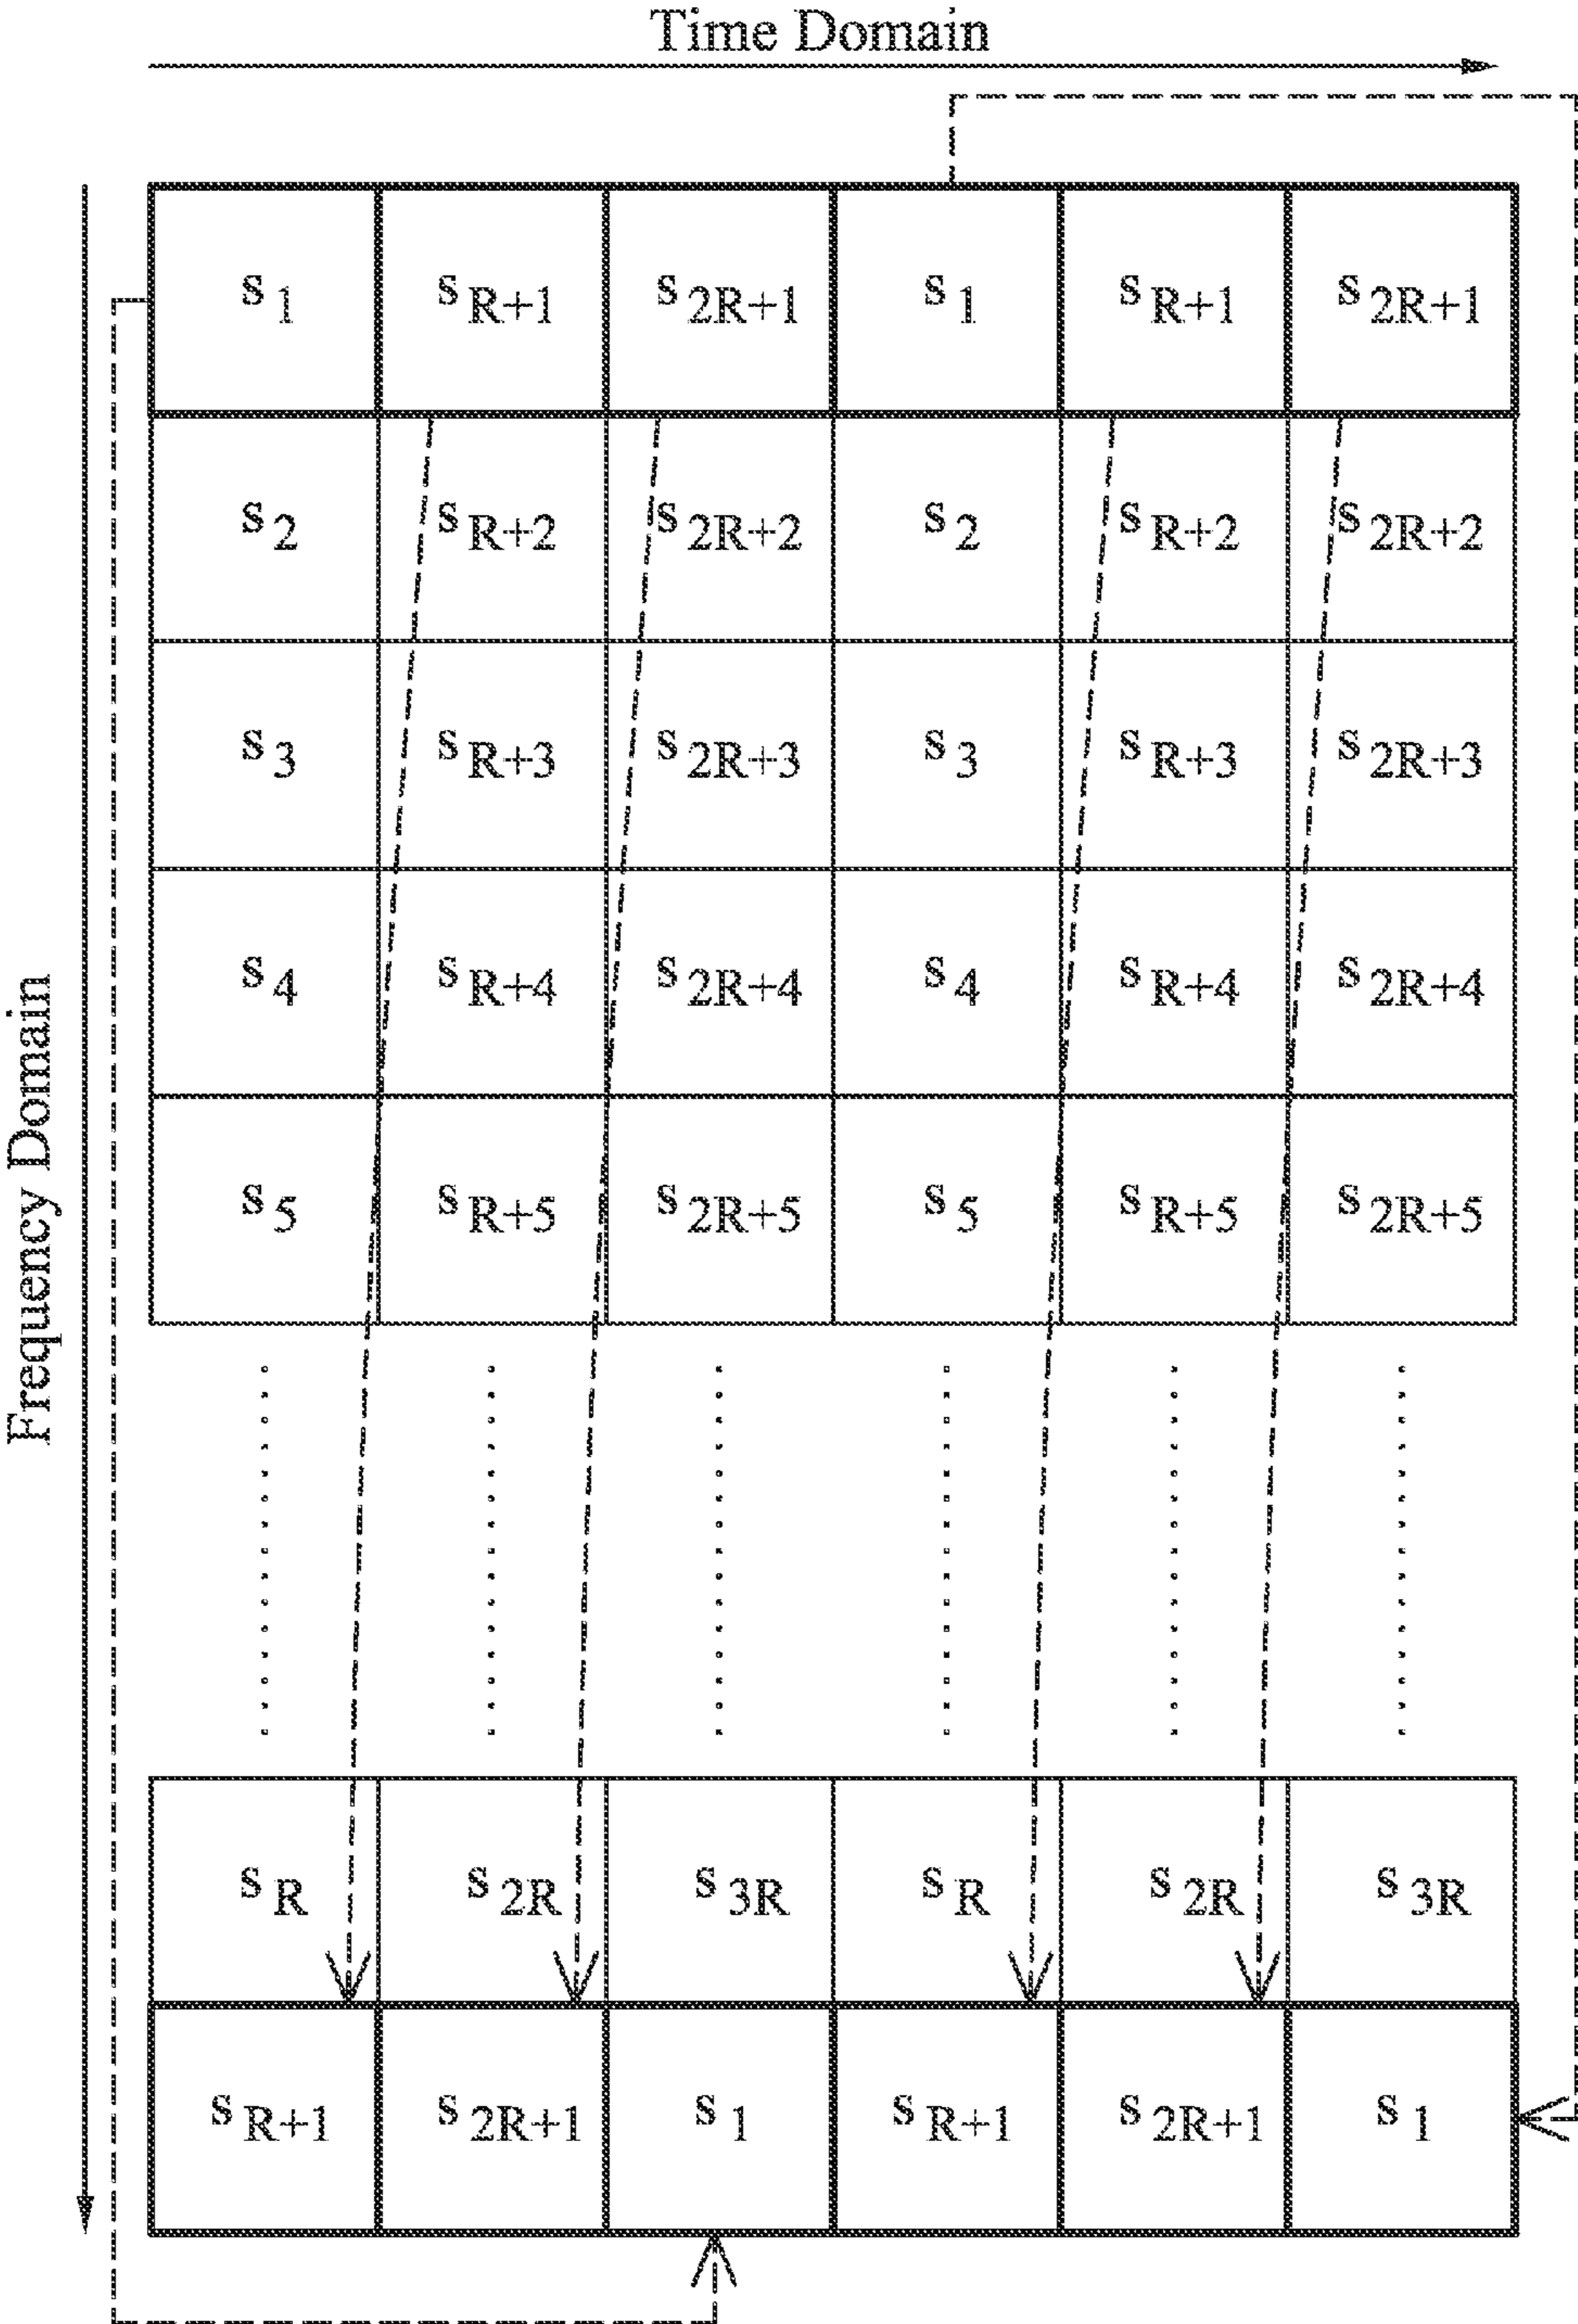 Time Domain
Frequency Domain
s1 sR+1 s2R+1 s1 sR+1 s2R+1
s2 sR+2 s2R+2 s2 sR+2 s2R+2
s3 sR+3 s2R+3 s3 sR+3 s2R+3
s4 sR+4 s2R+4 s4 sR+4 s2R+4
s5 sR+5 s2R+5 s5 sR+5 s2R+5
sR s2R s3R sR s2R s3R
sR+1 s2R+1 s1 sR+1 s2R+1 s1